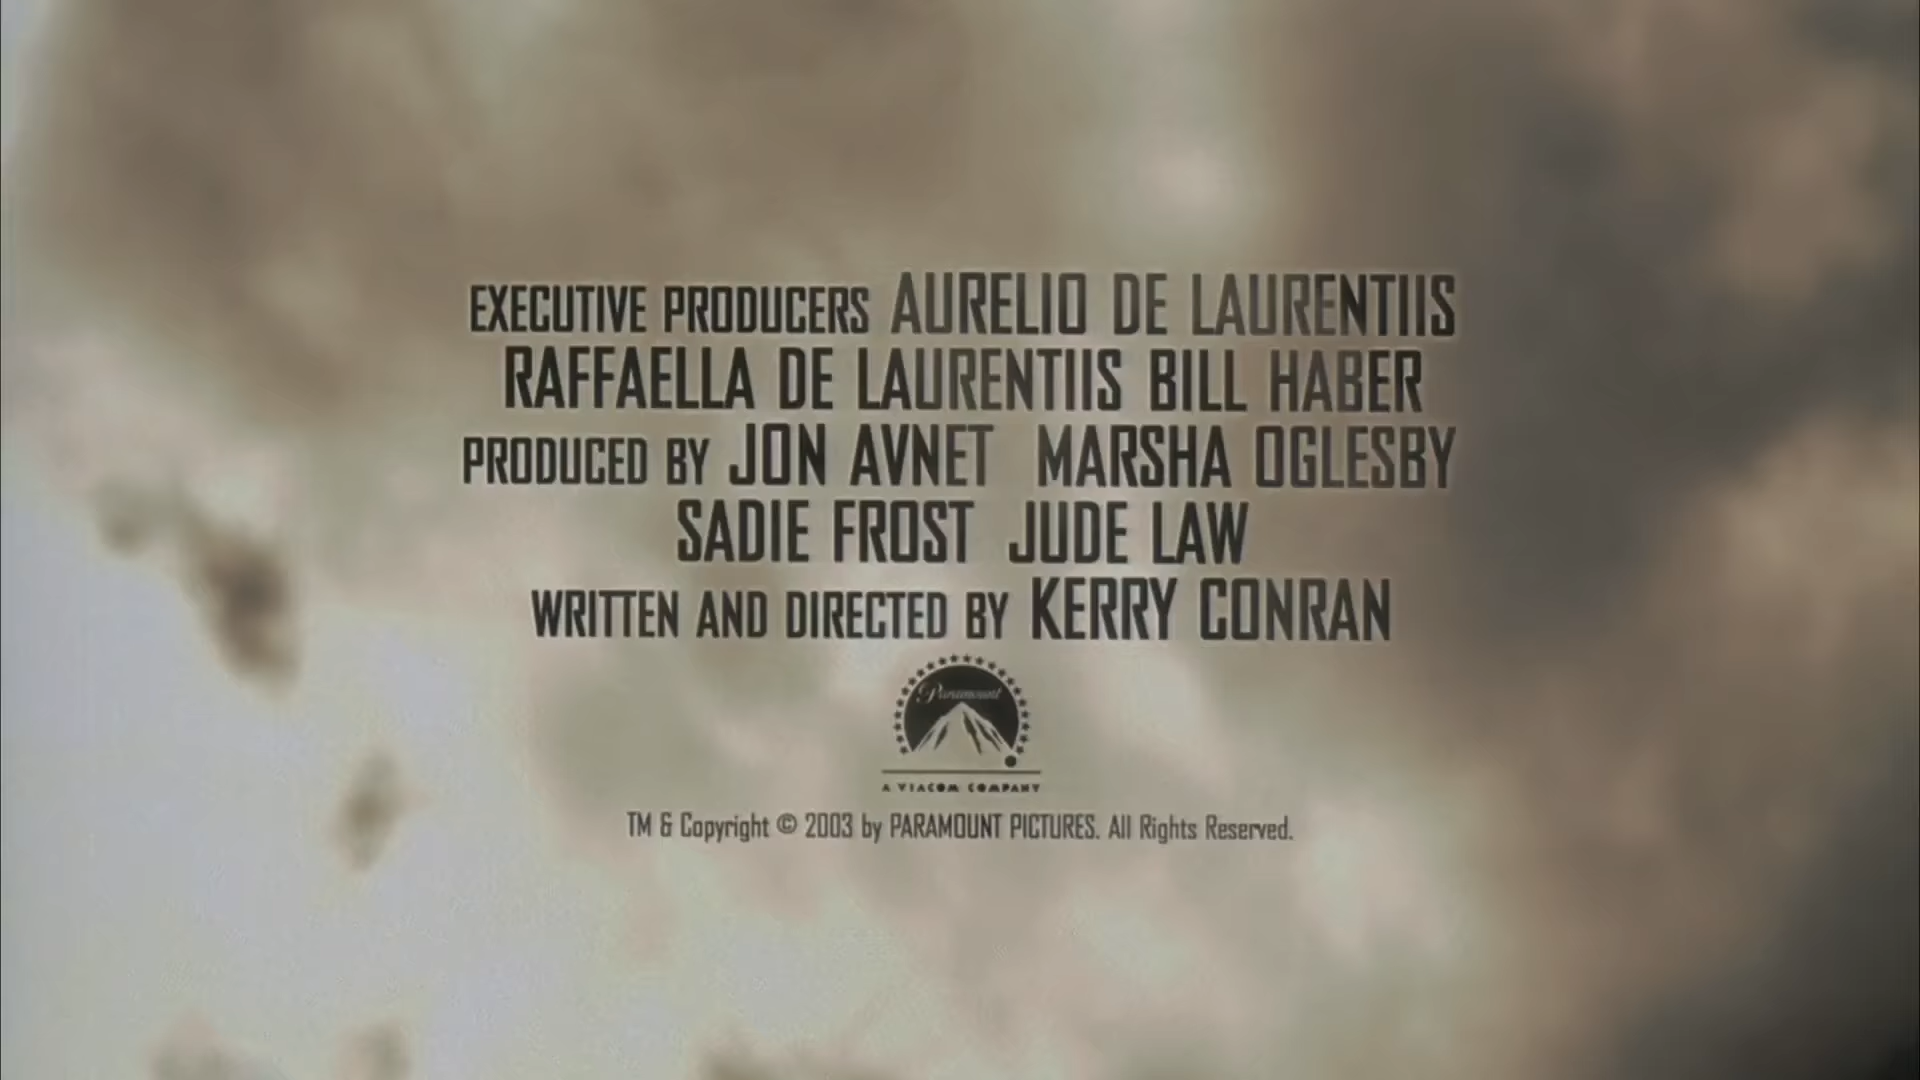 EXECUTIVE PRODUCERS AURELIO DE LAURENTIIS
RAFFAELLA DE LAURENTIIS BILL HABER
PRODUCED BY JON AVNET MARSHA OGLESBY
SADIE FROST JUDE LAW
WRITTEN AND DIRECTED BY KERRY CONRAN
Paramount
A VIACOM COMPANY
TM & Copyright © 2003 by PARAMOUNT PICTURES. All Rights Reserved.